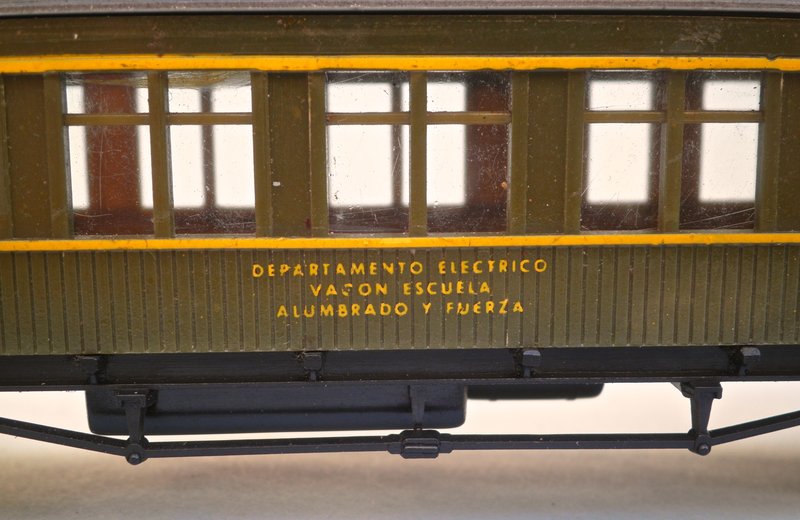 DEPARTAMENTO ELECTRICO
VAGON ESCUELA
ALUMBRADO Y FUERZA